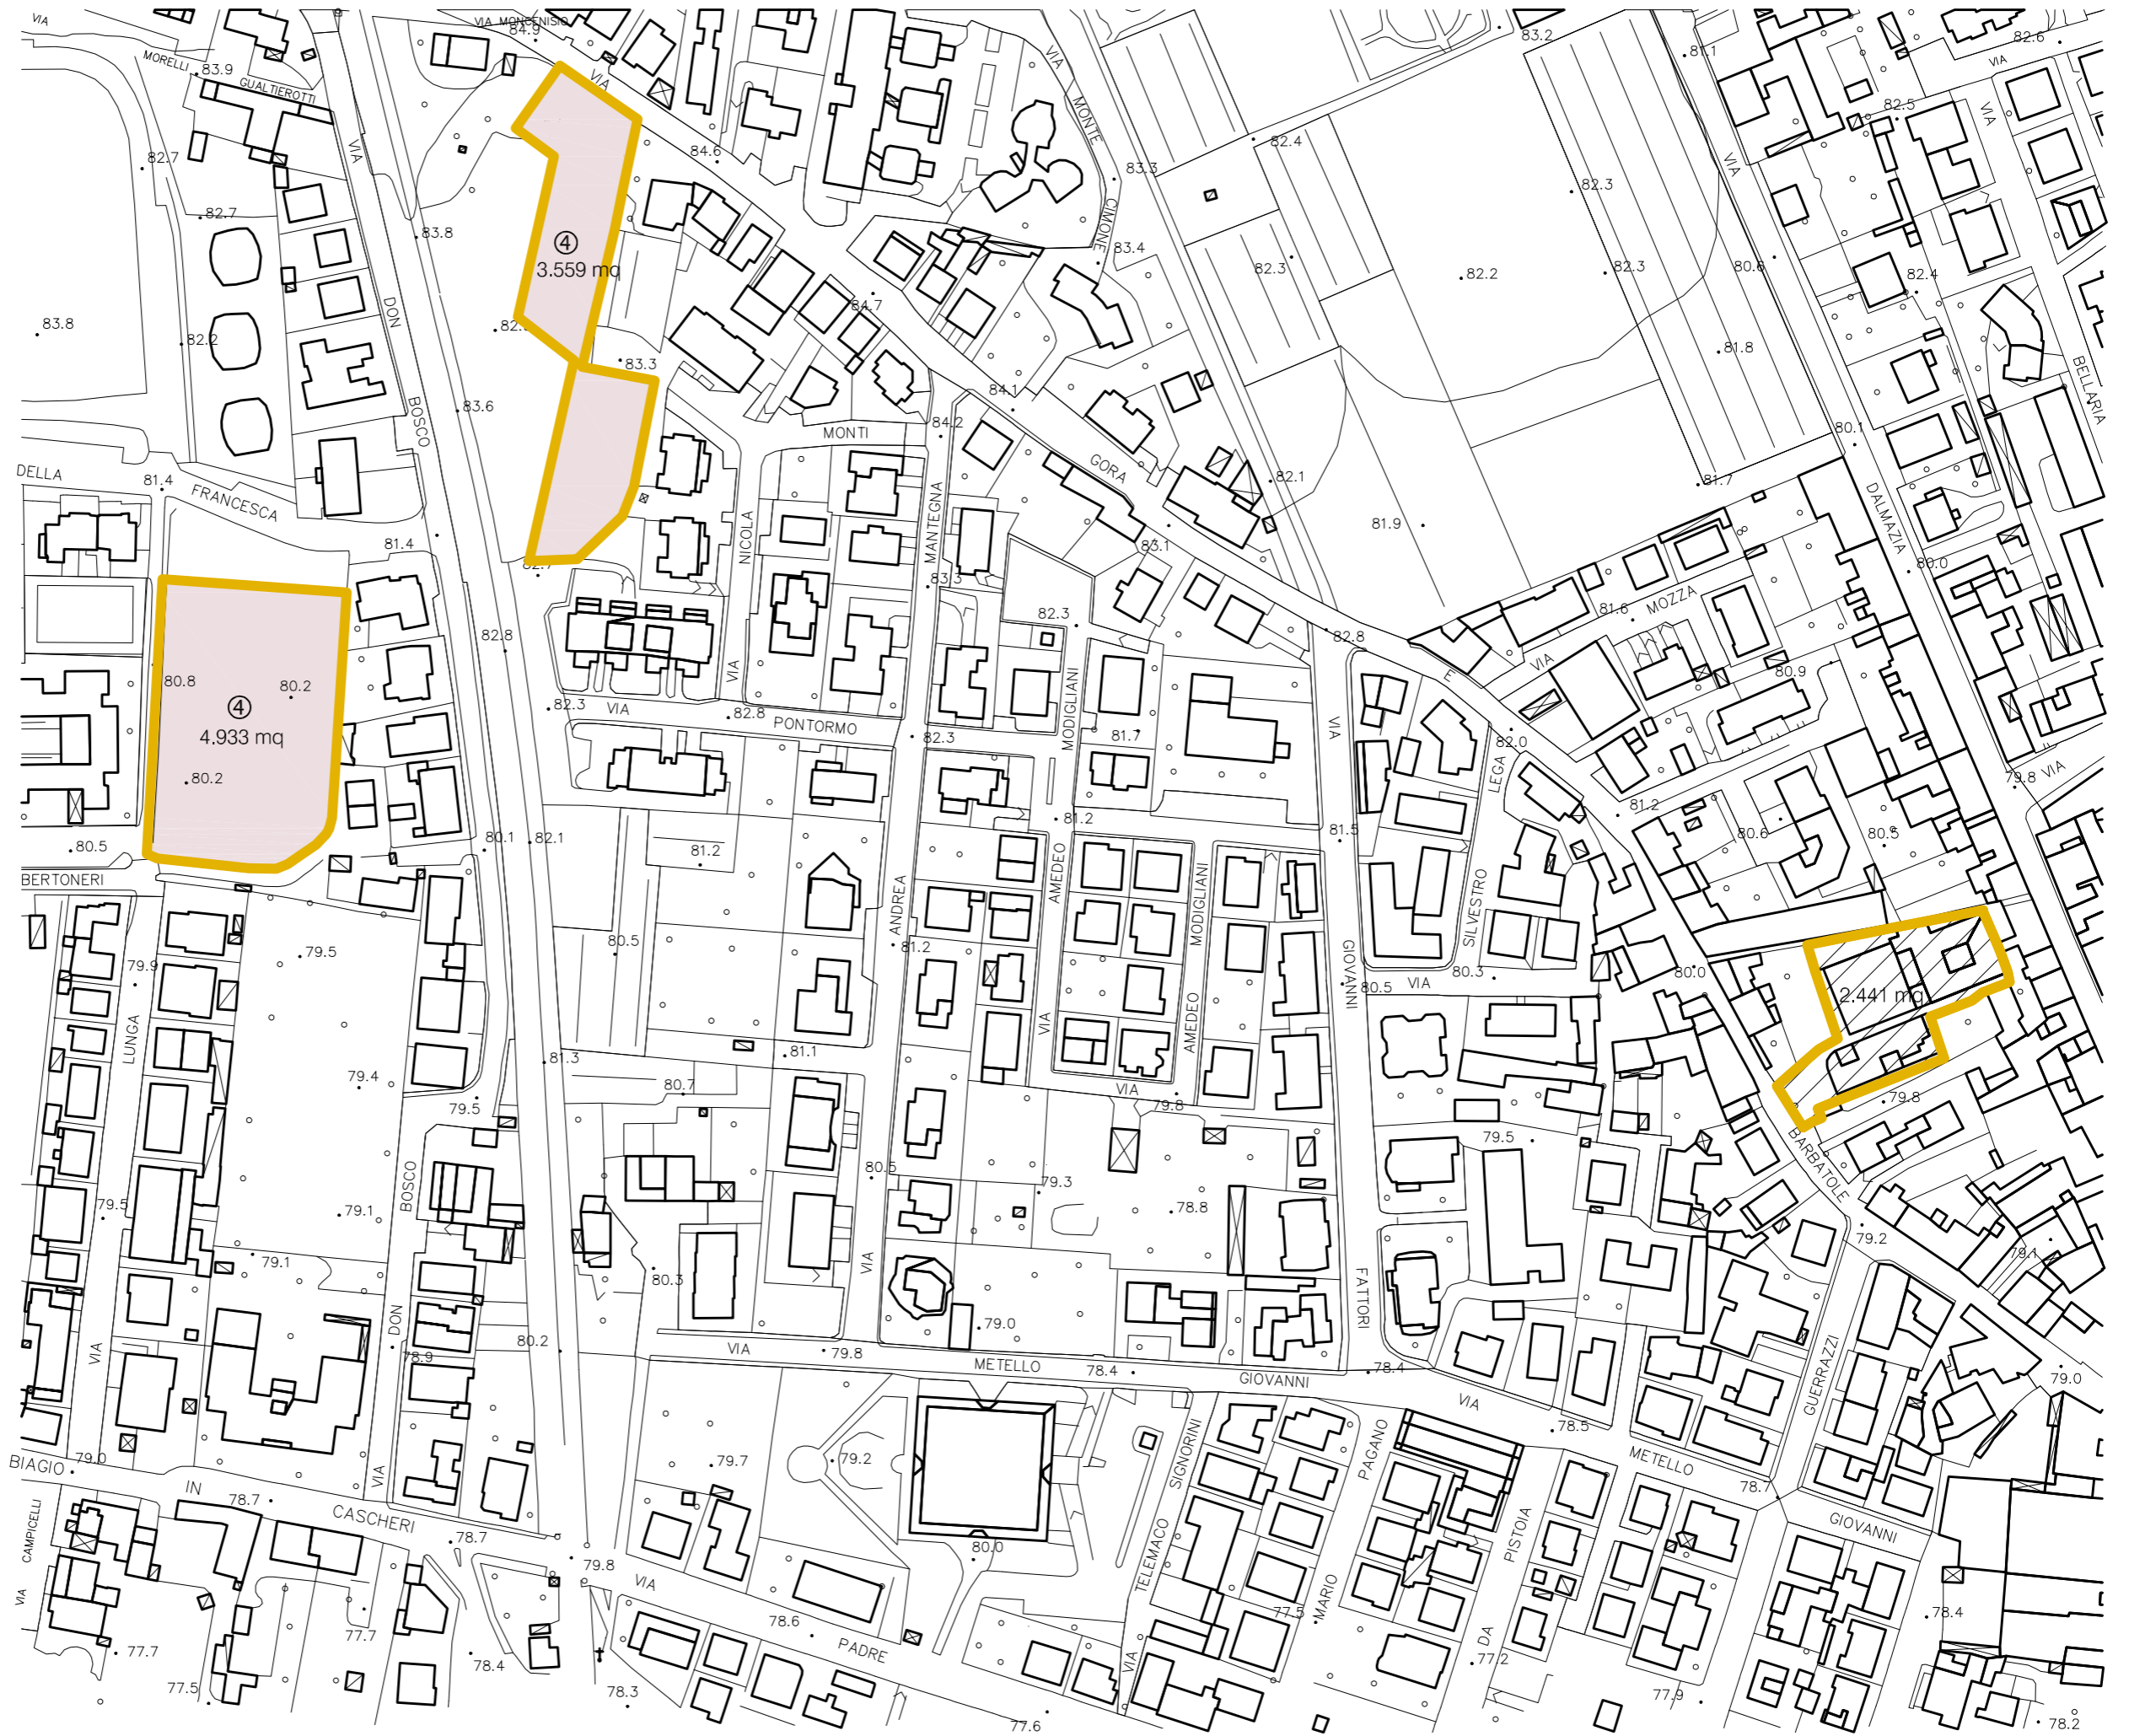 VIA
VIA MONCENISIO
84.9
83.2
82.6
VIA
81.1
MORELLI
83.9
GUALTIEROTTI
VIA
VIA
MONTE
82.5
VIA
82.7
VIA
84.6
83.3
82.4
VIA
82.3
82.7
83.8
④
3.559 mq
CIMONE
83.4
82.3
82.2
82.3
80.6
82.4
83.8
82.2
DON
84.7
83.3
81.8
BELLARIA
83.6
BOSCO
84.1
84.2
MONTI
80.1
DELLA
81.4
FRANCESCA
GORA
82.1
81.7
DALMAZIA
81.4
NICOLA
MANTEGNA
81.9
83.1
80.0
83.3
82.3
81.6
MOZZA
82.8
82.8
VIA
80.9
80.8
80.2
④
4.933 mq
80.2
VIA
82.3
VIA
82.8
PONTORMO
82.3
MODIGLIANI
81.7
VIA
E
LEGA
82.0
79.8
VIA
81.2
80.5
80.1
82.1
81.2
81.2
81.5
80.6
80.5
BERTONERI
ANDREA
AMEDEO
MODIGLIANI
SILVESTRO
79.5
80.5
81.2
79.9
GIOVANNI
80.5
VIA
80.3
80.0
2.441 mq
LUNGA
VIA
AMEDEO
81.3
81.1
79.4
80.7
79.5
VIA
79.8
79.8
BARBATOLE
79.5
BOSCO
80.5
79.3
78.8
79.5
79.1
79.2
79.1
79.1
80.3
VIA
FATTORI
VIA
DON
78.9
80.2
79.0
VIA
79.8
METELLO
78.4
GIOVANNI
78.4
VIA
GUERRAZZI
79.0
78.5
BIAGIO
79.0
VIA
79.7
79.2
SIGNORINI
PAGANO
METELLO
78.7
IN
78.7
CASCHERI
78.7
CAMPICELLI
VIA
PISTOIA
GIOVANNI
79.8
VIA
80.0
TELEMACO
MARIO
77.5
78.6
PADRE
77.7
77.7
78.4
DA
77.2
78.4
77.5
78.3
VIA
77.6
77.9
78.2